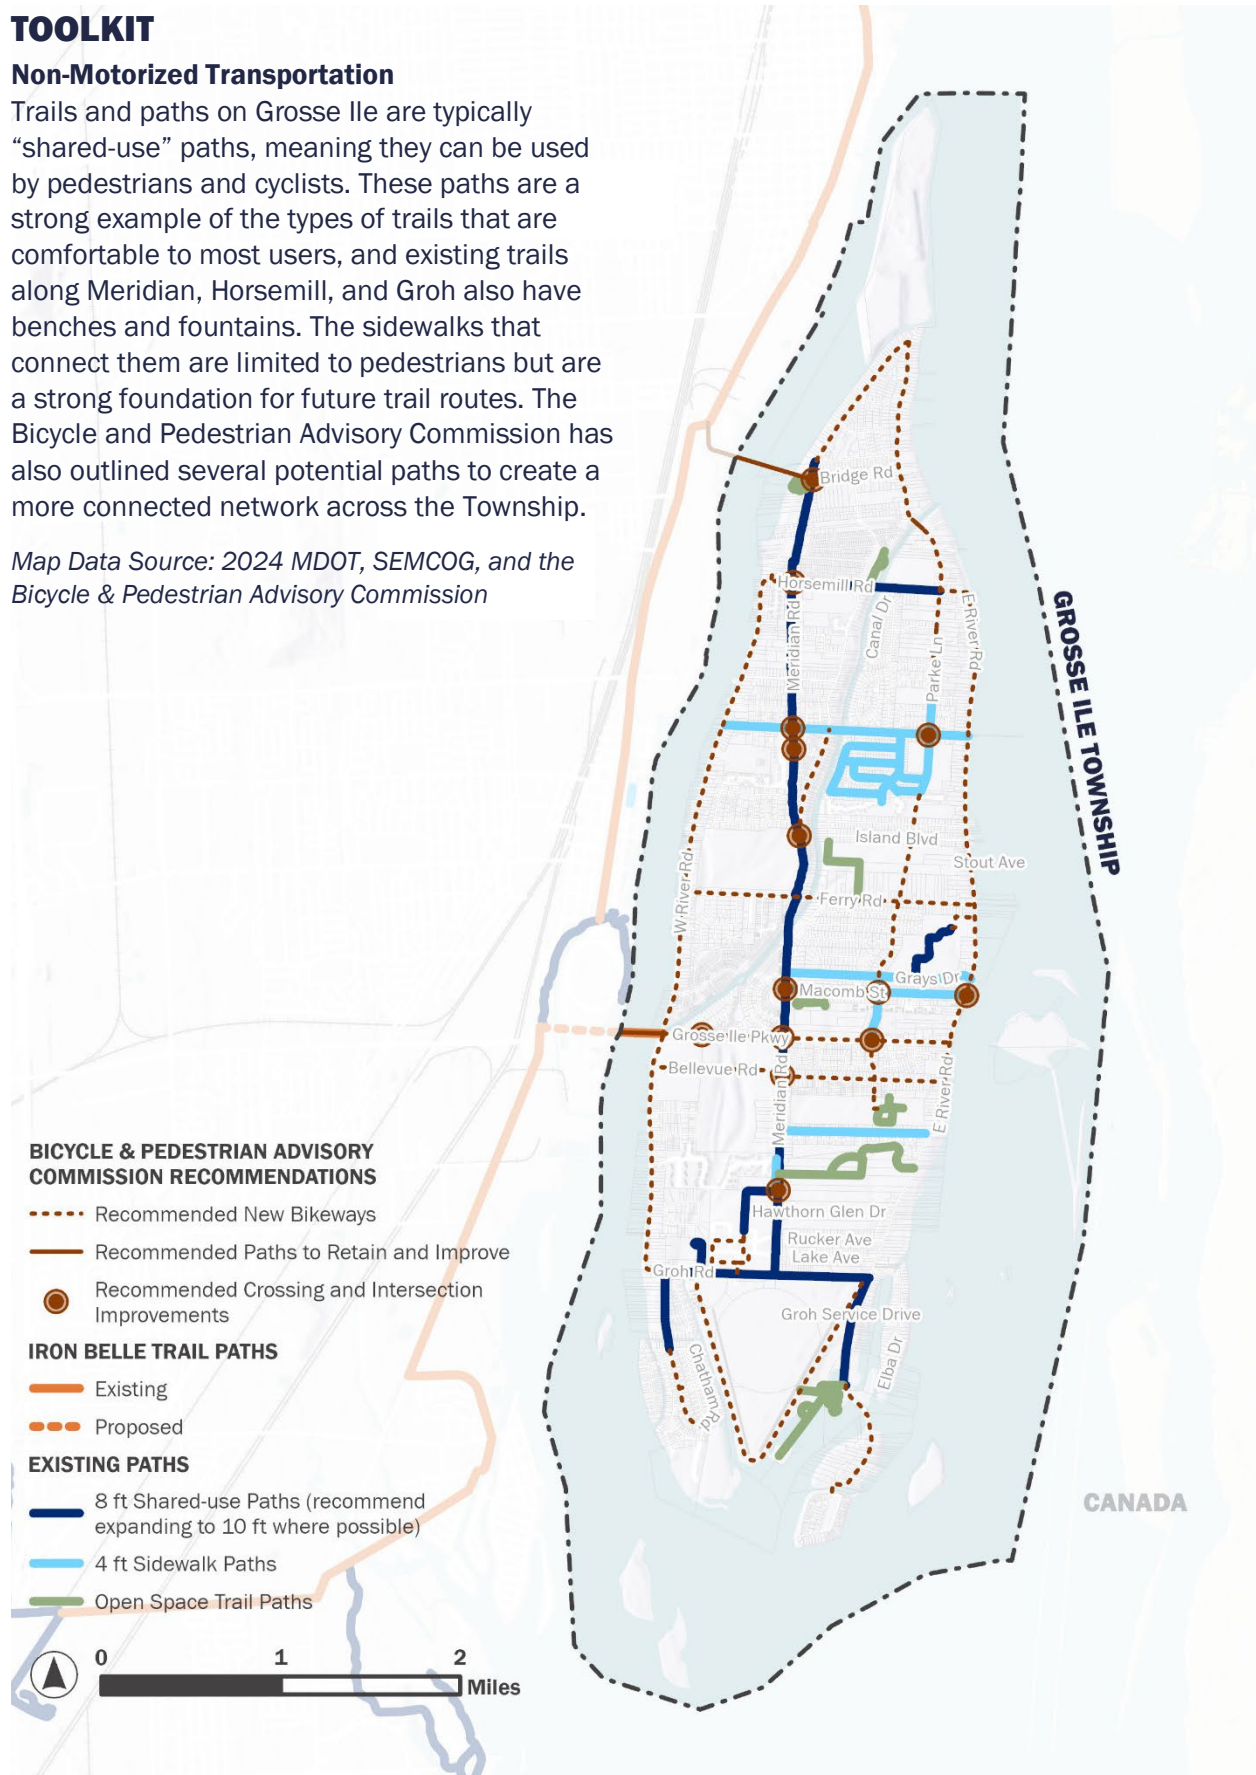 TOOLKIT
Non-Motorized Transportation
Trails and paths on Grosse Ile are typically
“shared-use” paths, meaning they can be used
by pedestrians and cyclists. These paths are a
strong example of the types of trails that are
comfortable to most users, and existing trails
along Meridian, Horsemill, and Groh also have
benches and fountains. The sidewalks that
connect them are limited to pedestrians but are
a strong foundation for future trail routes. The
Bicycle and Pedestrian Advisory Commission has
also outlined several potential paths to create a
more connected network across the Township.
Map Data Source: 2024 MDOT, SEMCOG, and the
Bicycle & Pedestrian Advisory Commission
Bridge Rd
Horsemill Rd
Meridian Rd
Canal Dr
Parke Ln
E River Rd
GROSSE ILE TOWNSHIP
Island Blvd
Stout Ave
W River Rd
Ferry Rd
Grays Dr
Macomb St
Grosse Ile Pkwy
Bellevue Rd
Meridian Rd
E River Rd
Hawthorn Glen Dr
Rucker Ave
Lake Ave
Groh Rd
Groh Service Drive
Chatham Rd
Elba Dr
CANADA
BICYCLE & PEDESTRIAN ADVISORY
COMMISSION RECOMMENDATIONS
Recommended New Bikeways
Recommended Paths to Retain and Improve
Recommended Crossing and Intersection
Improvements
IRON BELLE TRAIL PATHS
Existing
Proposed
EXISTING PATHS
8 ft Shared-use Paths (recommend
expanding to 10 ft where possible)
4 ft Sidewalk Paths
Open Space Trail Paths
0 1 2
Miles